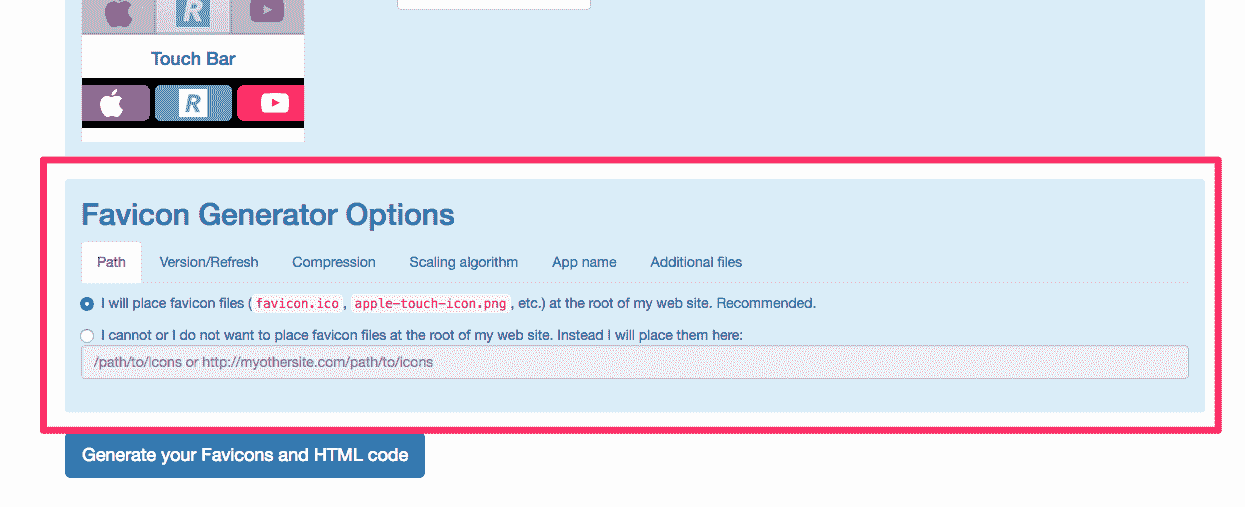 R
Touch Bar
R
Favicon Generator Options
Path Version/Refresh Compression Scaling algorithm App name Additional files
I will place favicon files (favicon.ico, apple-touch-icon.png, etc.) at the root of my web site. Recommended.
I cannot or I do not want to place favicon files at the root of my web site. Instead I will place them here:
/path/to/icons or http://myothersite.com/path/to/icons
Generate your Favicons and HTML code